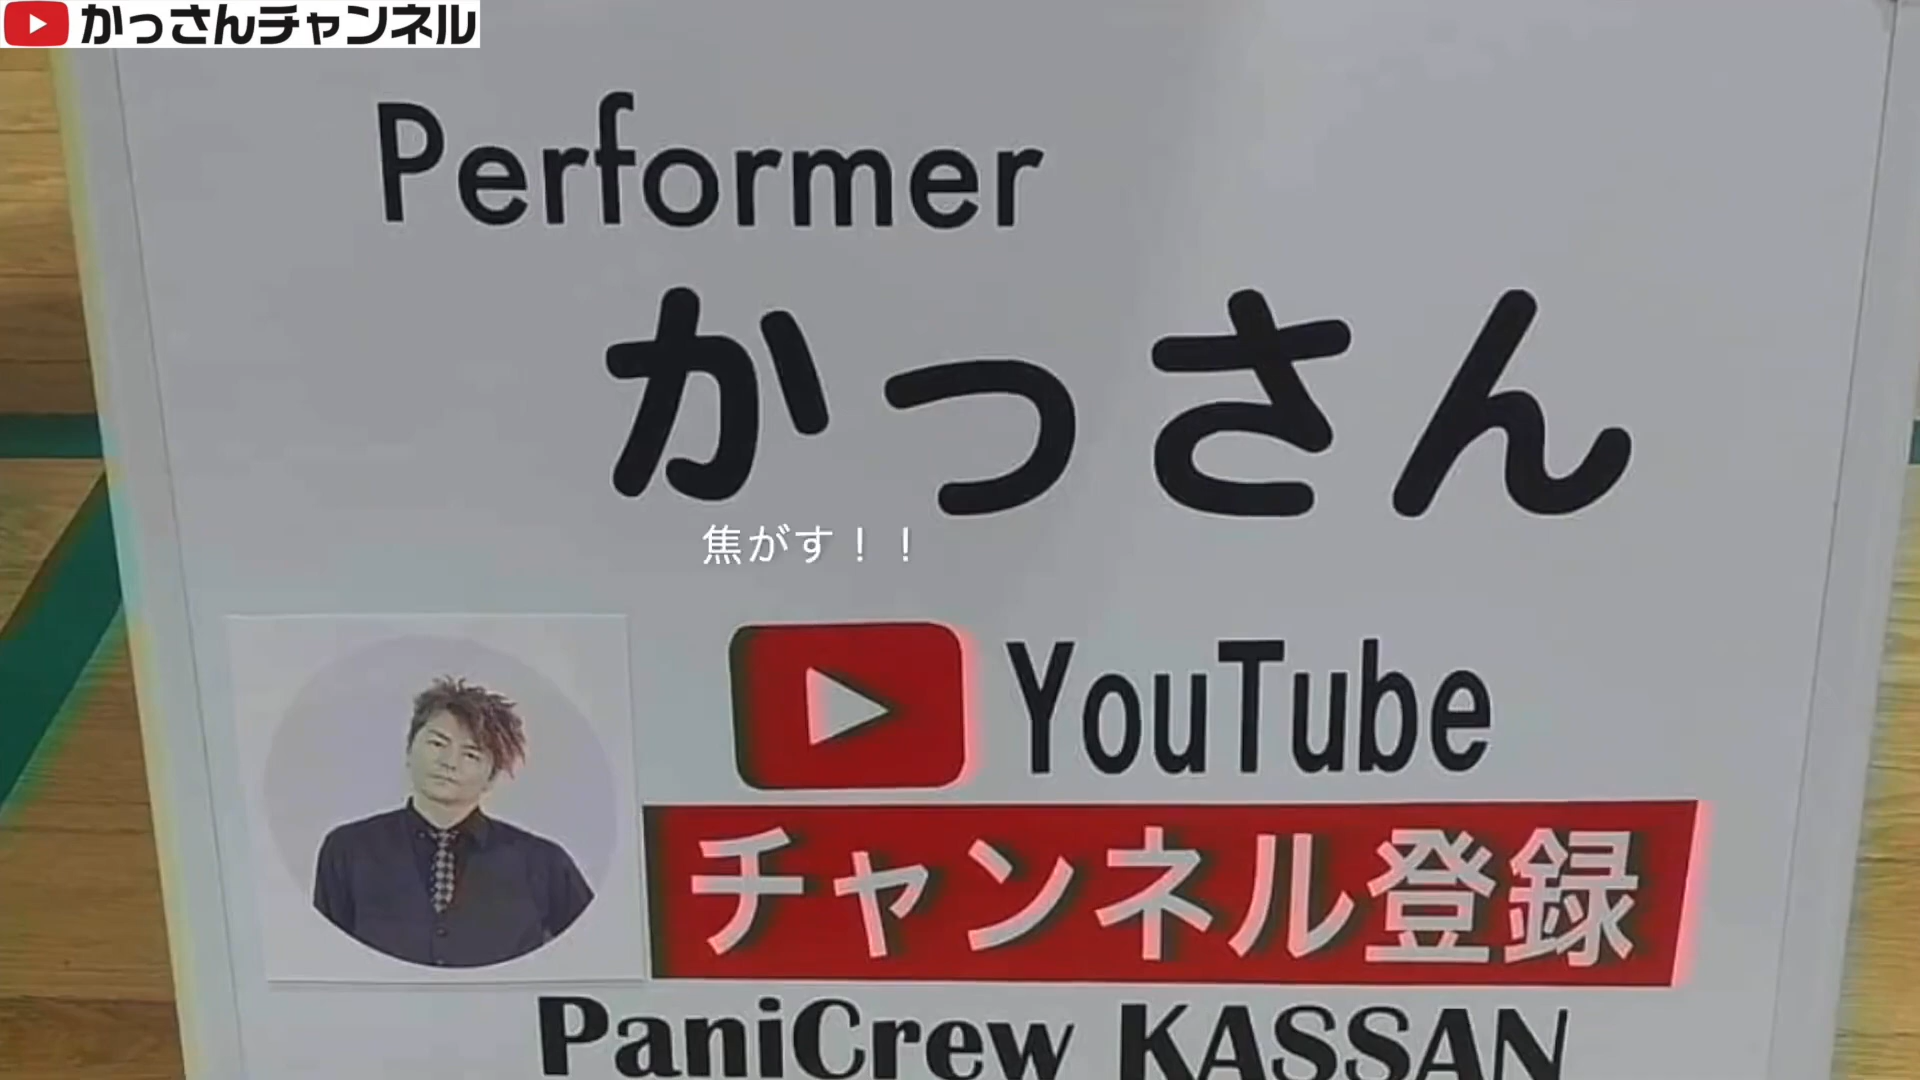 かっさんチャンネル
Performer
かっさん
焦がす！！
YouTube
チャンネル登録
PaniCrew KASSAN